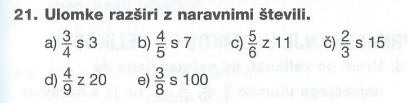 21. Ulomke razširi z naravnimi števili.
a) 3/4 s 3 b) 4/5 s 7 c) 5/6 z 11 č) 2/3 s 15
d) 4/9 z 20 e) 3/8 s 100